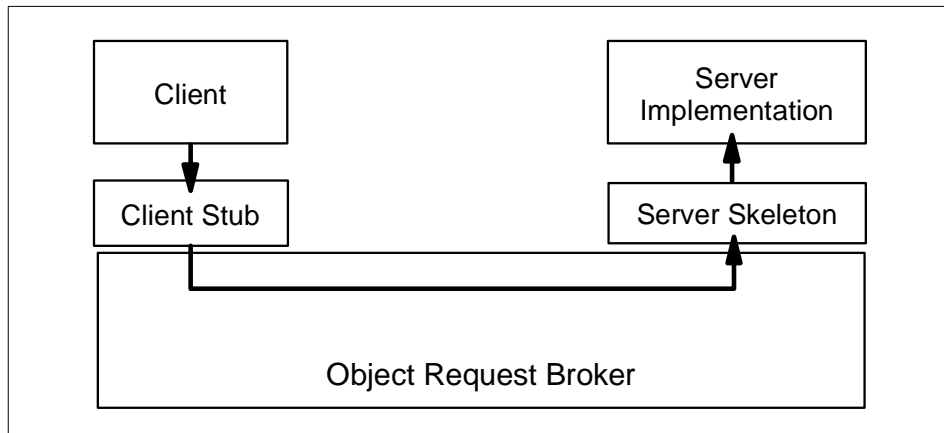 Client
Server
Implementation
Client Stub
Server Skeleton
Object Request Broker